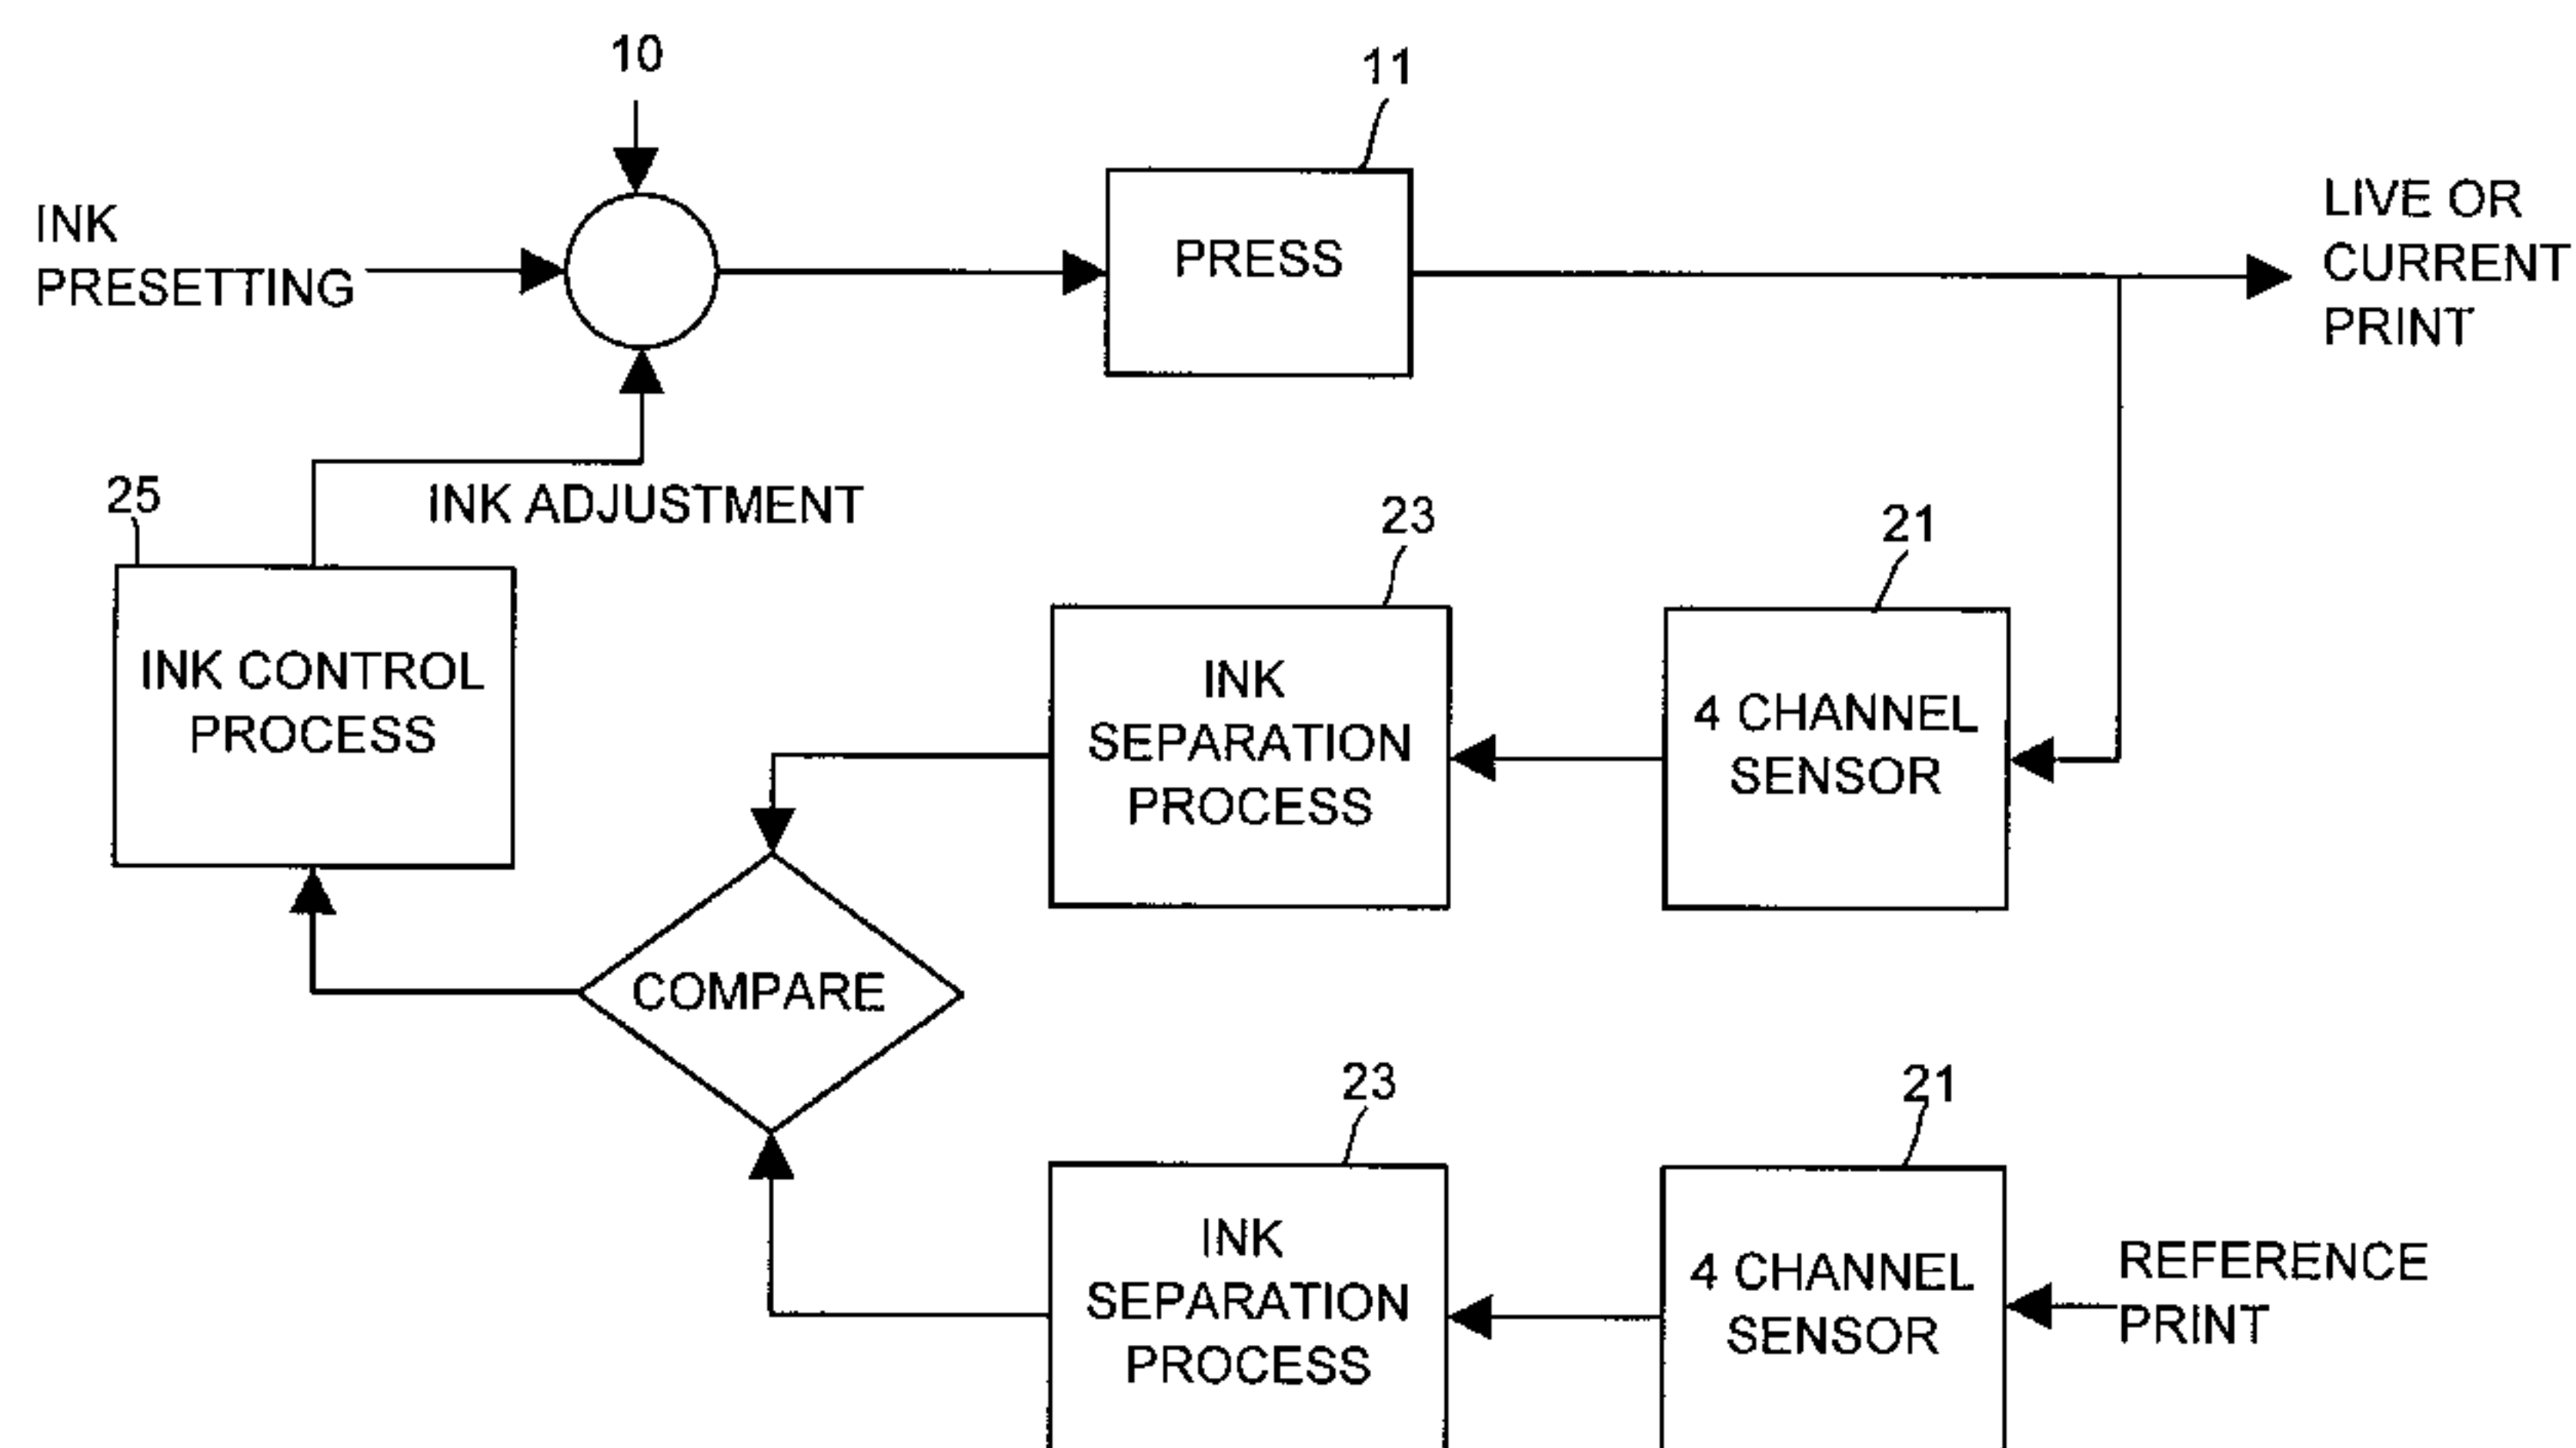 10
11
INK
PRESETTING
PRESS
LIVE OR
CURRENT
PRINT
25
INK ADJUSTMENT
23
21
INK CONTROL
PROCESS
INK
SEPARATION
PROCESS
4 CHANNEL
SENSOR
COMPARE
23
21
INK
SEPARATION
PROCESS
4 CHANNEL
SENSOR
REFERENCE
PRINT